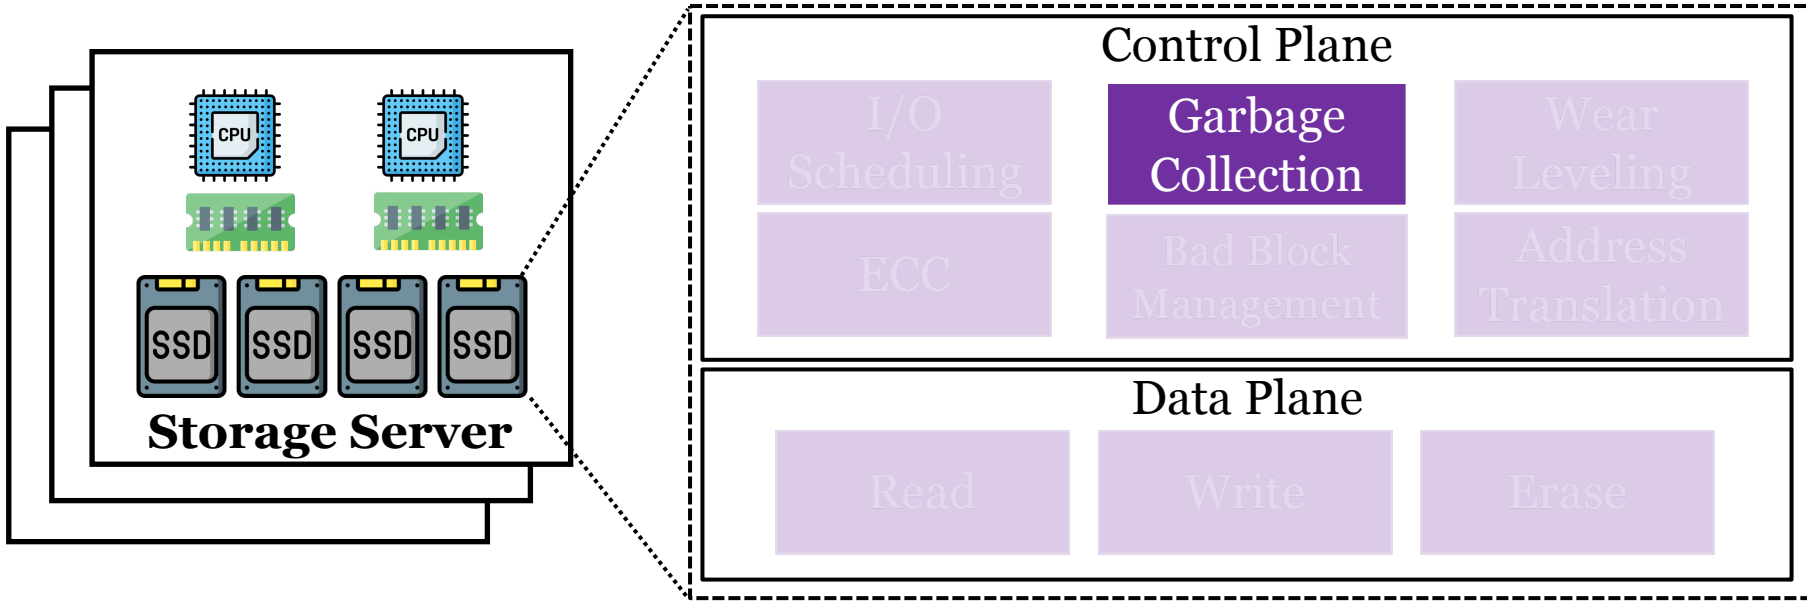 CPU
CPU
SSD
SSD
SSD
SSD
Storage Server
Control Plane
I/O
Scheduling
Garbage
Collection
Wear
Leveling
ECC
Bad Block
Management
Address
Translation
Data Plane
Read
Write
Erase